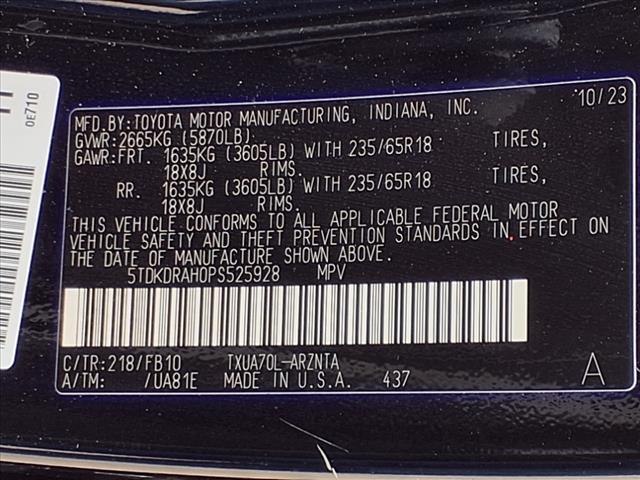 MFD.BY:TOYOTA MOTOR MANUFACTURING, INDIANA, INC. 10/23
GVWR:2665KG (5870LB)
GAWR:FRT. 1635KG (3605LB) WITH 235/65R18 TIRES,
18X8J RIMS.
RR. 1635KG (3605LB) WITH 235/65R18 TIRES,
18X8J RIMS.
THIS VEHICLE CONFORMS TO ALL APPLICABLE FEDERAL MOTOR
VEHICLE SAFETY AND THEFT PREVENTION STANDARDS IN EFFECT ON
THE DATE OF MANUFACTURE SHOWN ABOVE.
5TDKDRAH0PS525928 MPV
C/TR:218/FB10 TXUA70L-ARZNTA
A/TM: /UA81E MADE IN U.S.A. 437 A
0E710